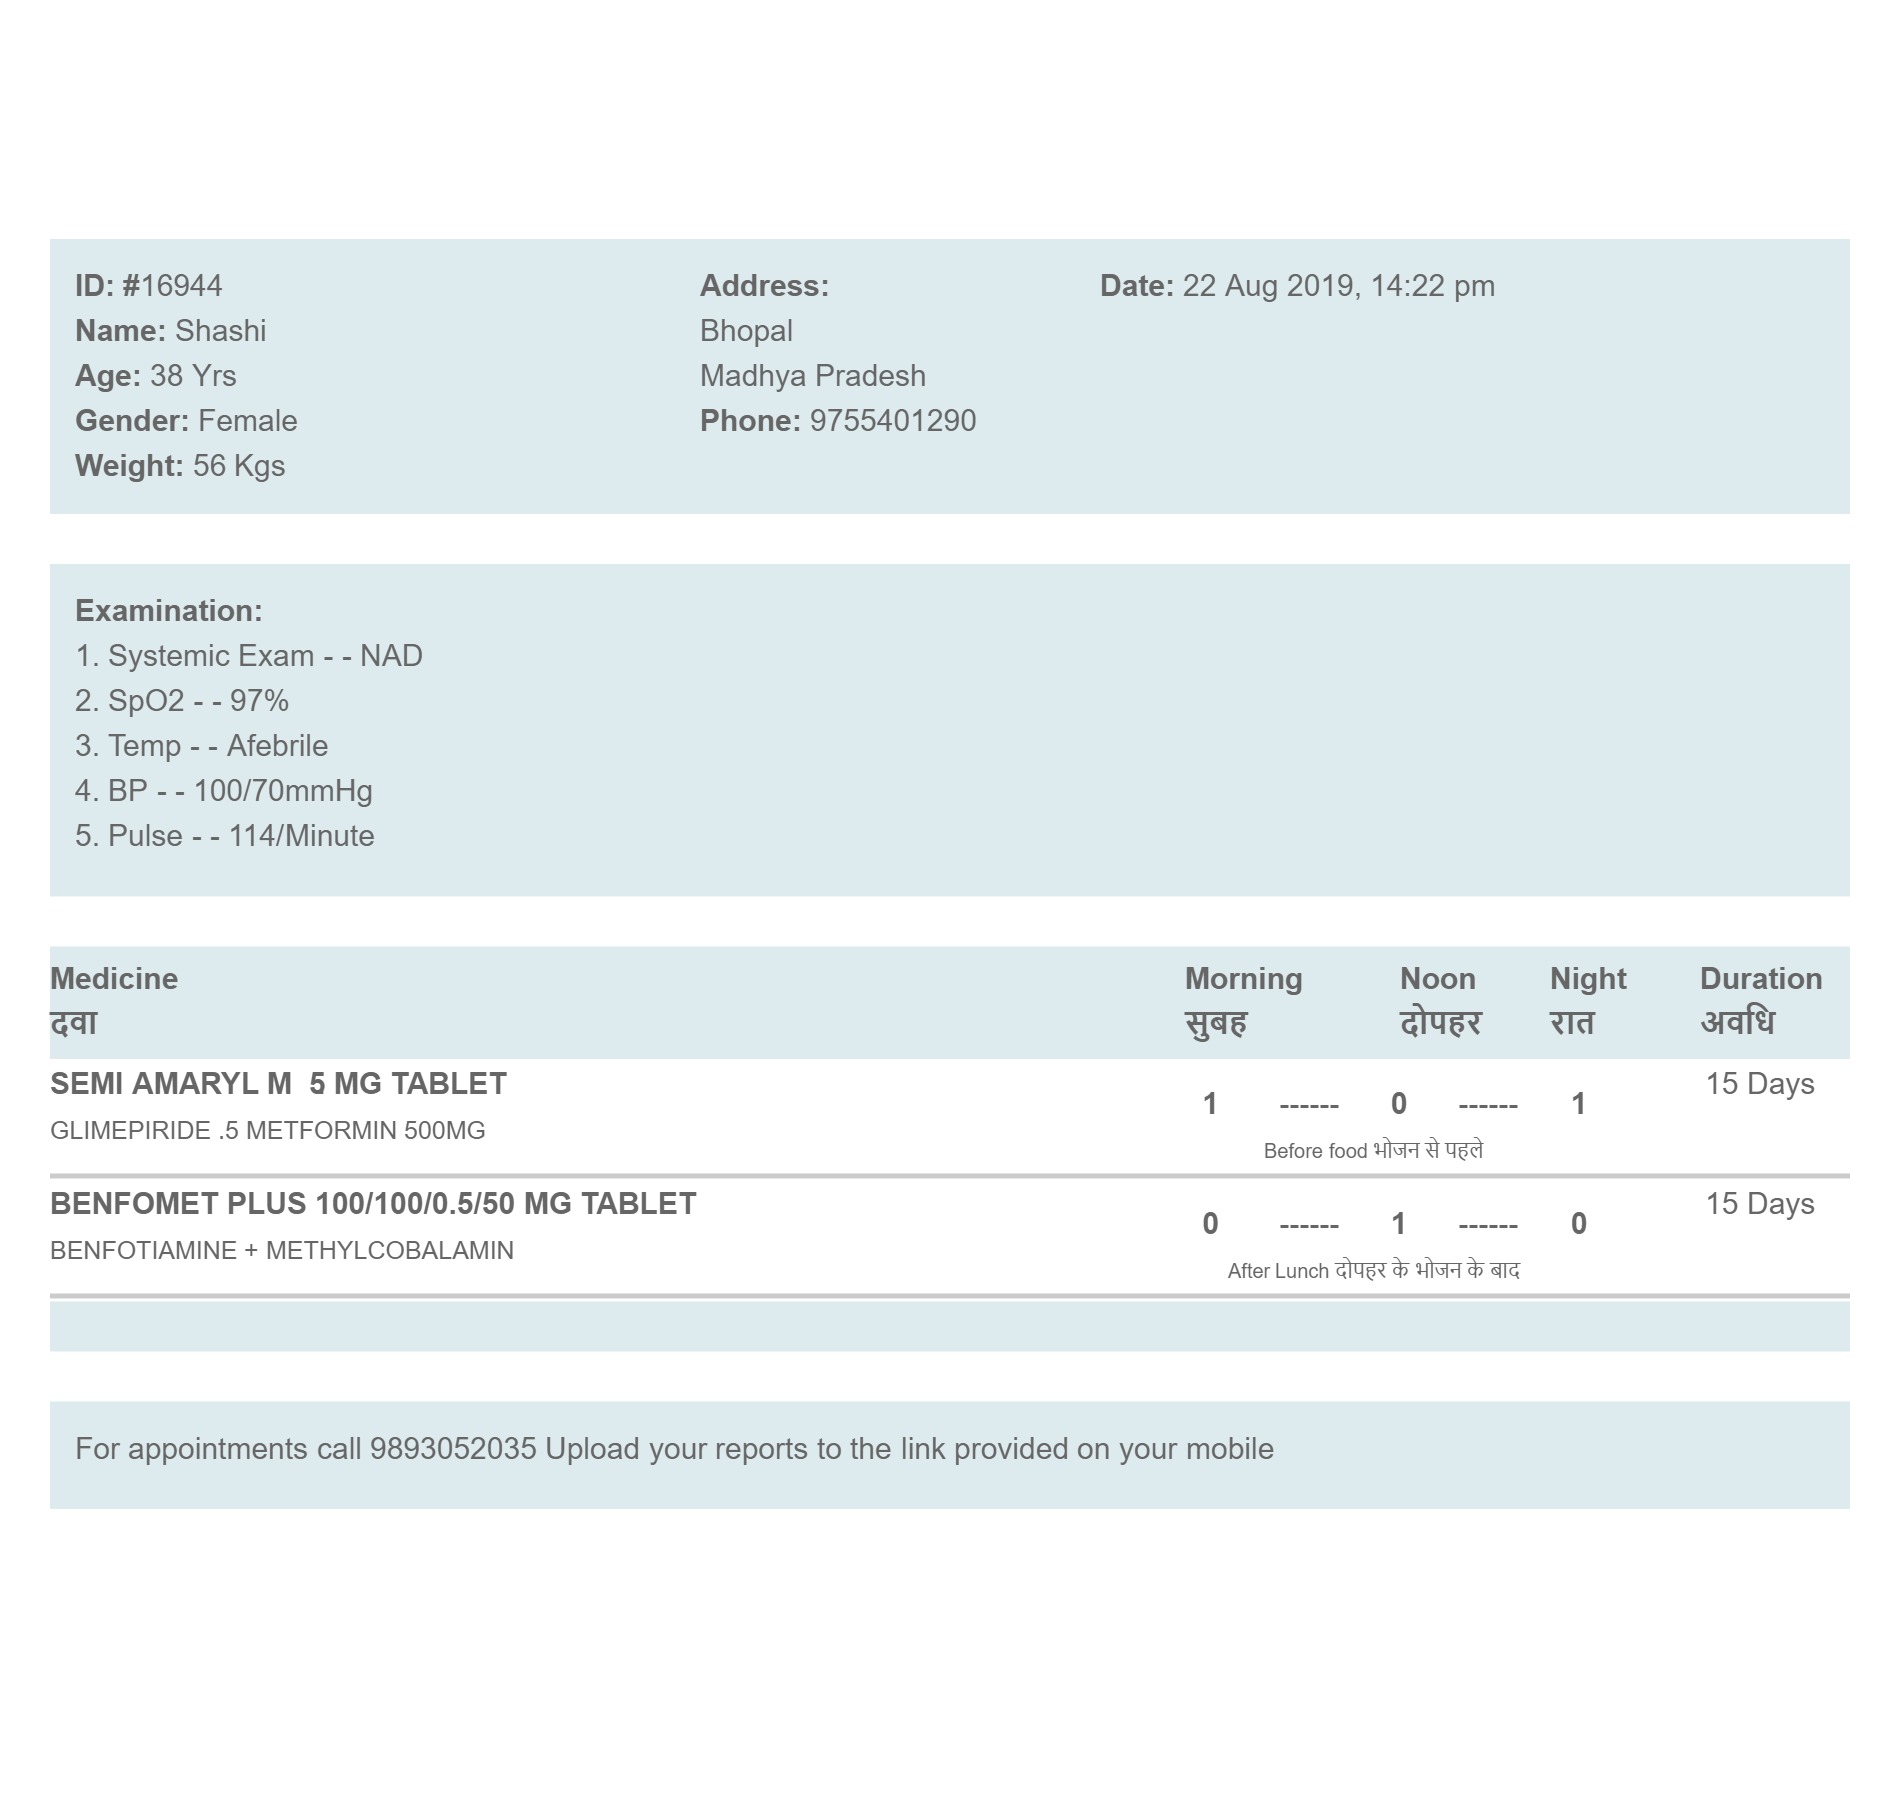 ID: #16944
Name: Shashi
Age: 38 Yrs
Gender: Female
Weight: 56 Kgs
Address:
Bhopal
Madhya Pradesh
Phone: 9755401290
Date: 22 Aug 2019, 14:22 pm
Examination:
1. Systemic Exam - - NAD
2. SpO2 - - 97%
3. Temp - - Afebrile
4. BP - - 100/70mmHg
5. Pulse - - 114/Minute
Medicine Morning Noon Night Duration
दवा सुबह दोपहर रात अवधि
SEMI AMARYL M  5 MG TABLET 15 Days
1 ------ 0 ------ 1
GLIMEPIRIDE .5 METFORMIN 500MG
Before food भोजन से पहले
BENFOMET PLUS 100/100/0.5/50 MG TABLET 15 Days
0 ------ 1 ------ 0
BENFOTIAMINE + METHYLCOBALAMIN
After Lunch दोपहर के भोजन के बाद
For appointments call 9893052035 Upload your reports to the link provided on your mobile